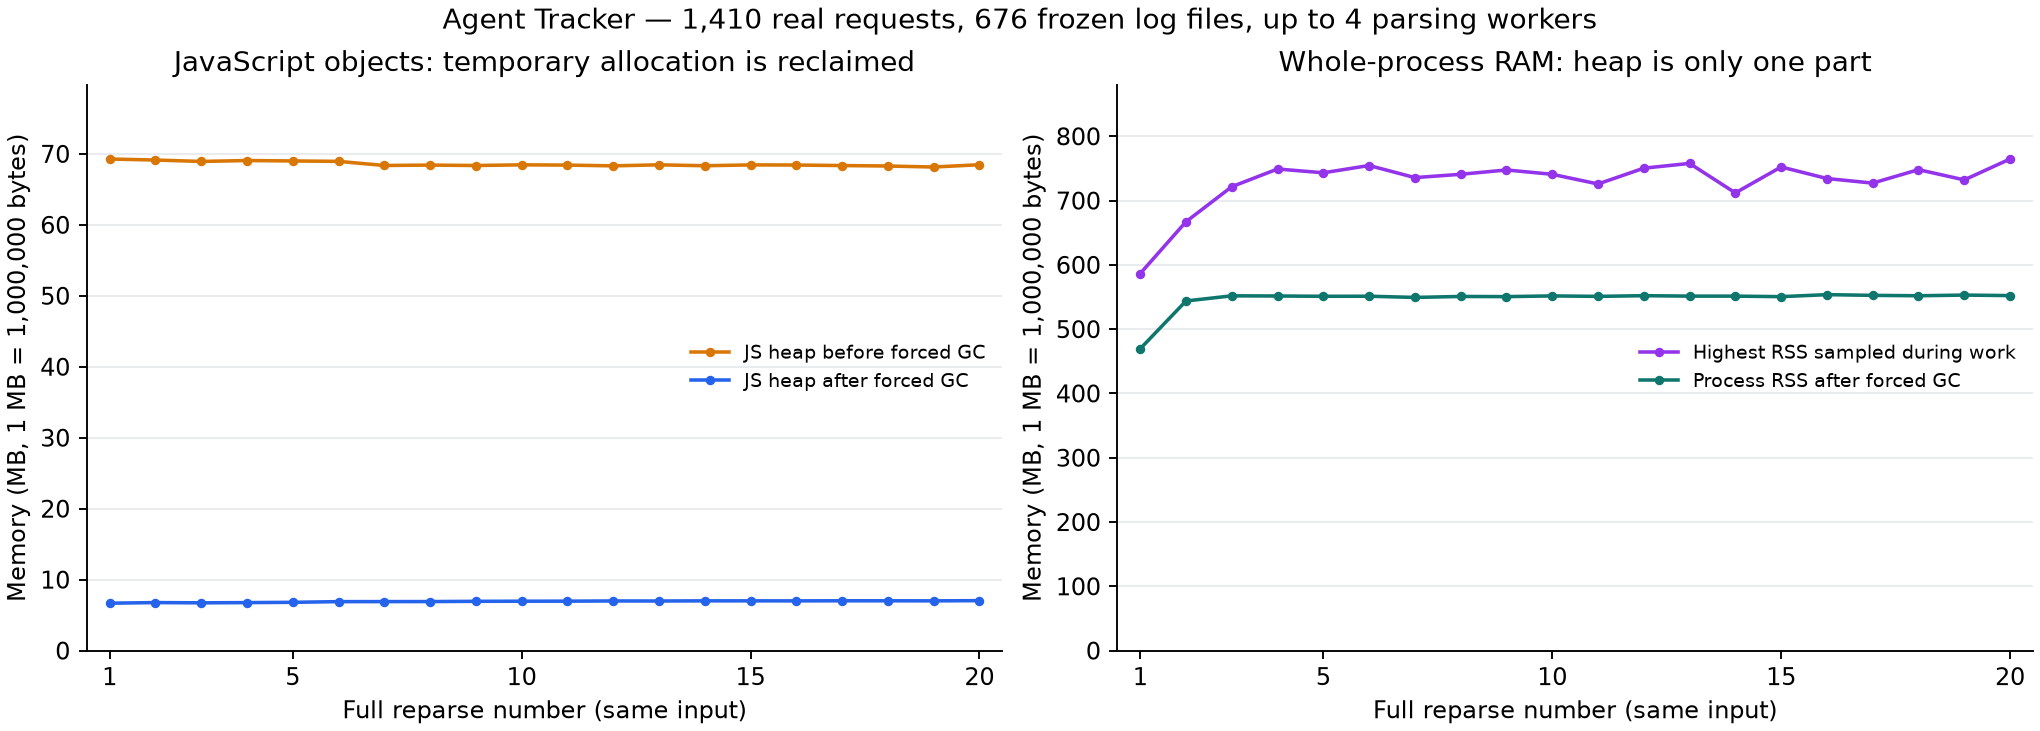 Agent Tracker — 1,410 real requests, 676 frozen log files, up to 4 parsing workers
JavaScript objects: temporary allocation is reclaimed
Memory (MB, 1 MB = 1,000,000 bytes)
70
60
50
40
30
20
10
0
JS heap before forced GC
JS heap after forced GC
1
5
10
15
20
Full reparse number (same input)
Whole-process RAM: heap is only one part
Memory (MB, 1 MB = 1,000,000 bytes)
800
700
600
500
400
300
200
100
0
Highest RSS sampled during work
Process RSS after forced GC
1
5
10
15
20
Full reparse number (same input)